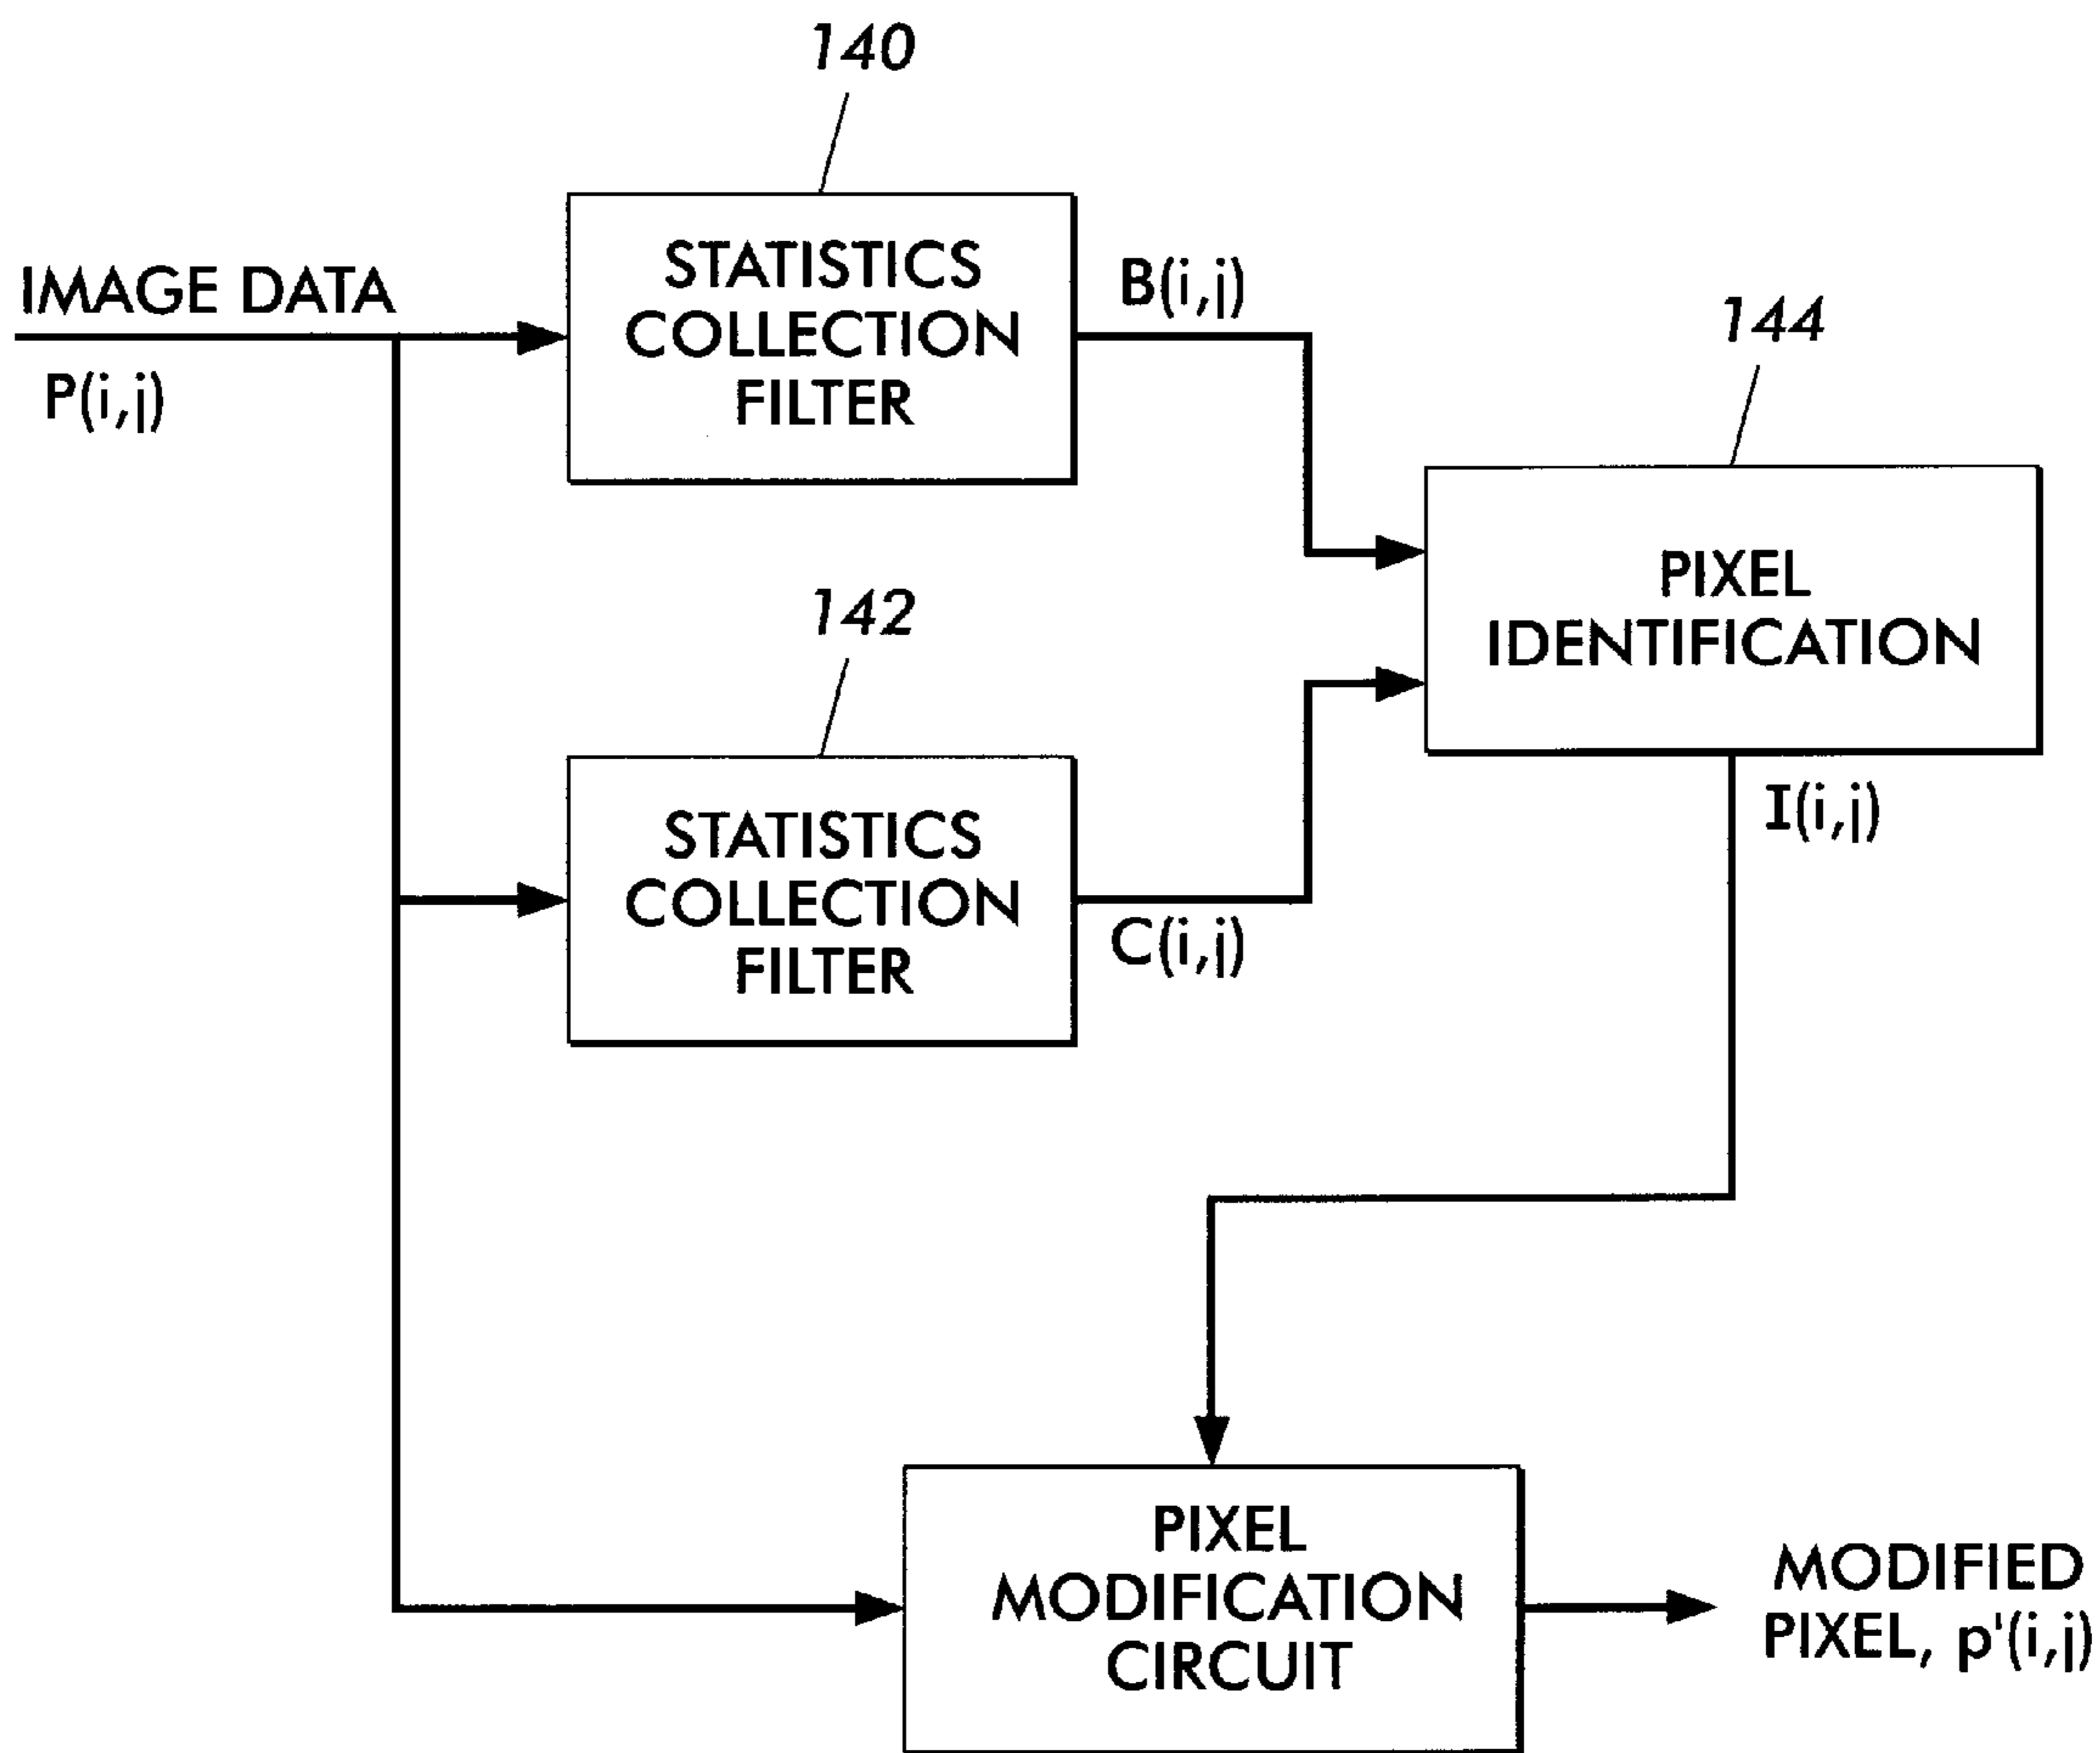 140
STATISTICS
COLLECTION
FILTER
IMAGE DATA
P(i,j)
B(i,j)
144
PIXEL
IDENTIFICATION
142
STATISTICS
COLLECTION
FILTER
C(i,j)
I(i,j)
PIXEL
MODIFICATION
CIRCUIT
MODIFIED
PIXEL, p'(i,j)